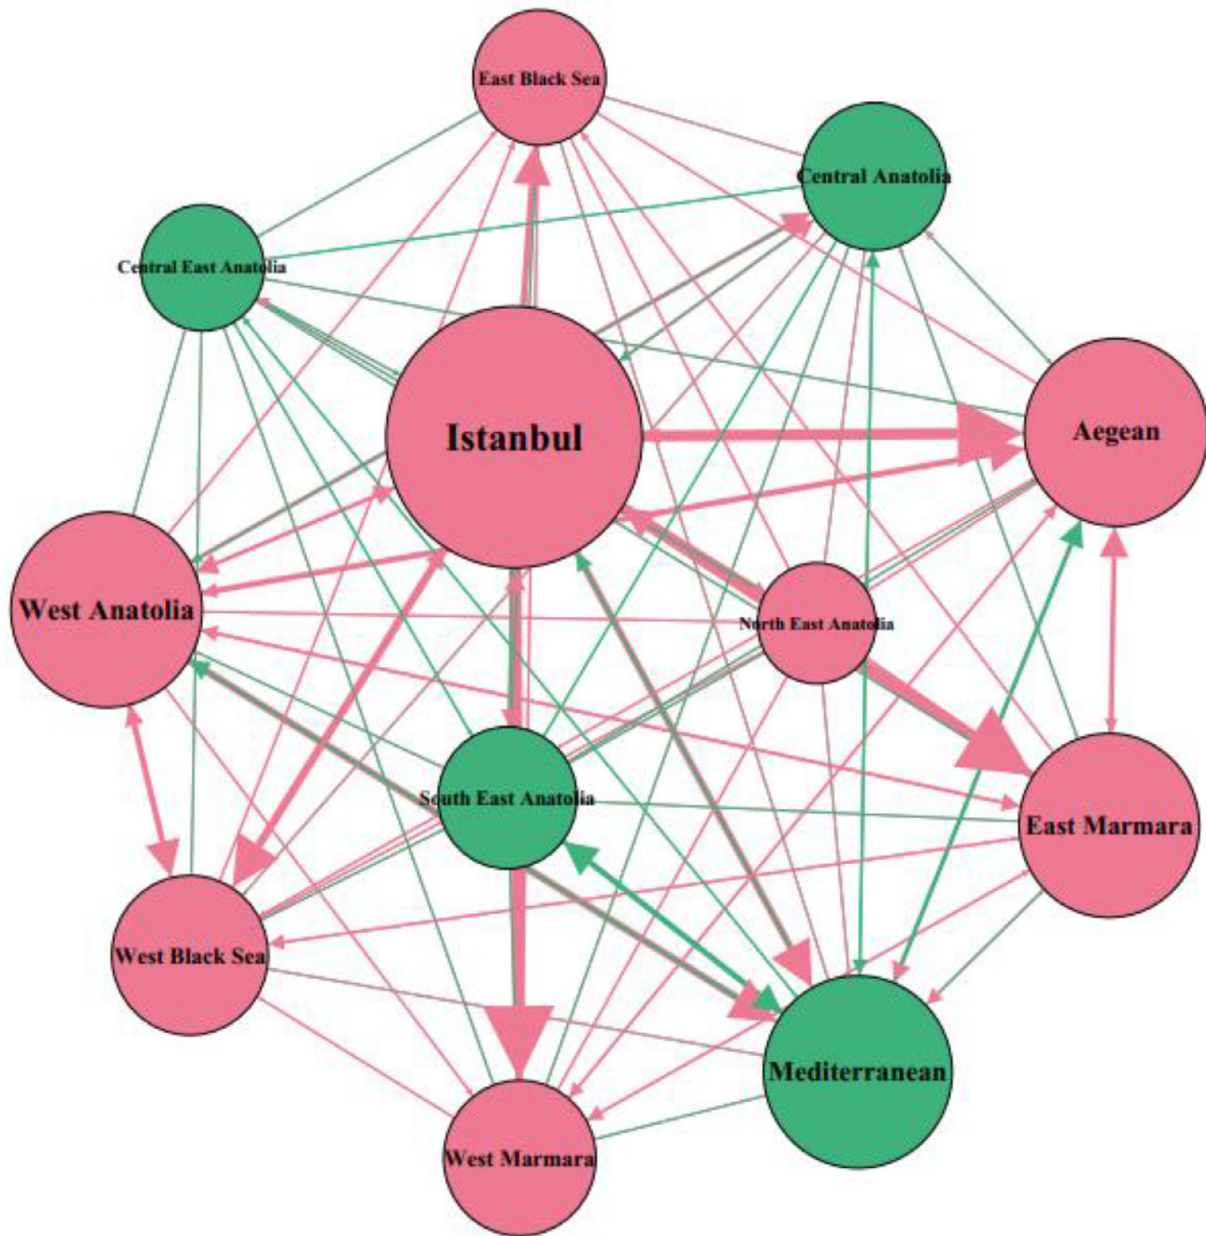 East Black Sea
Central Anatolia
Central East Anatolia
Istanbul
Aegean
West Anatolia
North East Anatolia
South East Anatolia
East Marmara
West Black Sea
Mediterranean
West Marmara